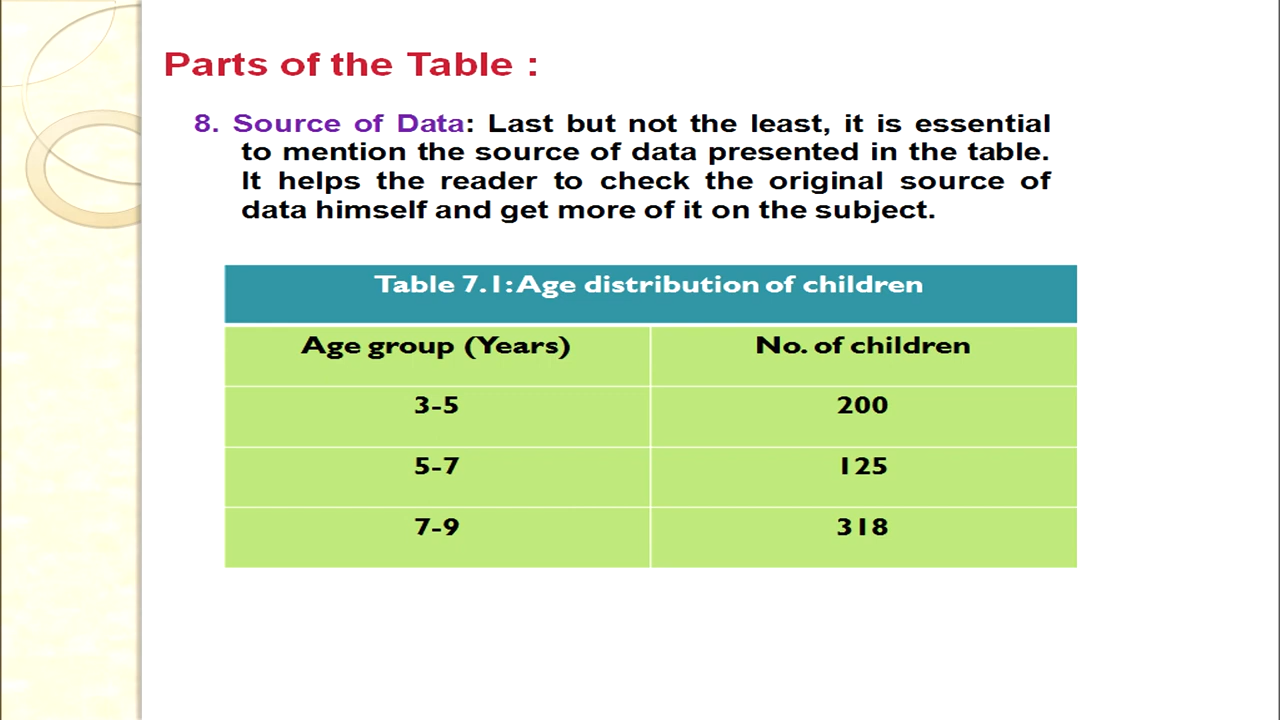 Parts of the Table :
8. Source of Data: Last but not the least, it is essential
to mention the source of data presented in the table.
It helps the reader to check the original source of
data himself and get more of it on the subject.
Table 7.1: Age distribution of children
Age group (Years) No. of children
3-5 200
5-7 125
7-9 318